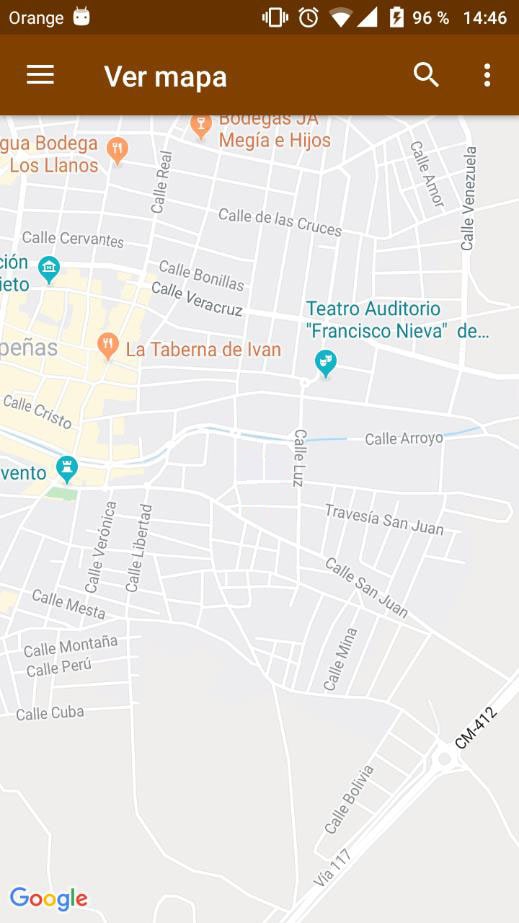 Orange 96 % 14:46
Ver mapa
Bodegas JA
Megía e Hijos
gua Bodega
Los Llanos
Calle Real
Calle Amor
Calle Venezuela
Calle de las Cruces
Calle Cervantes
ción
ieto
Calle Bonillas
Calle Veracruz
Teatro Auditorio
"Francisco Nieva" de...
peñas
La Taberna de Ivan
Calle Cristo
Calle Luz
Calle Arroyo
vento
Calle Verónica
Calle Libertad
Travesía San Juan
Calle San Juan
Calle Mesta
Calle Montaña
Calle Perú
Calle Mina
Calle Cuba
CM-412
Calle Bolivia
Vía 117
Google